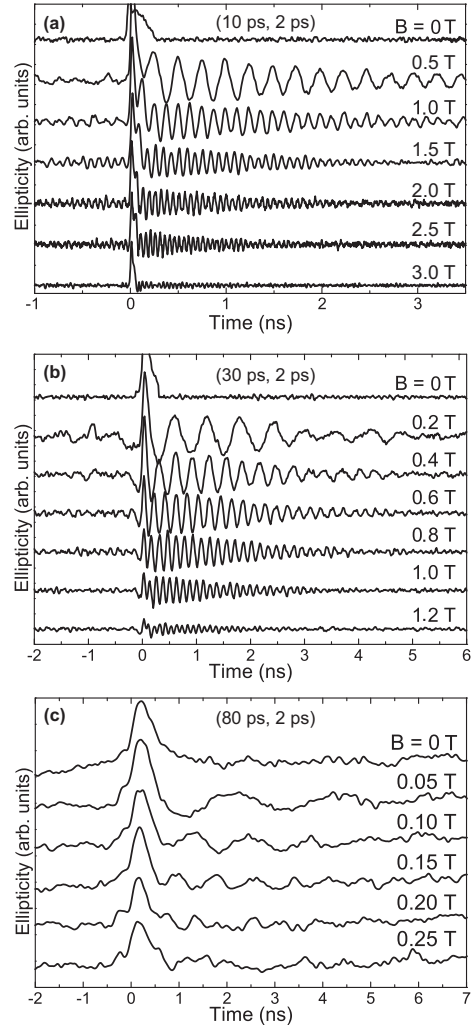 (a)
(10 ps, 2 ps)
B = 0 T
0.5 T
1.0 T
1.5 T
2.0 T
2.5 T
3.0 T
Ellipticity (arb. units)
-1 0 1 2 3
Time (ns)
(b)
(30 ps, 2 ps)
B = 0 T
0.2 T
0.4 T
0.6 T
0.8 T
1.0 T
1.2 T
Ellipticity (arb. units)
-2 -1 0 1 2 3 4 5 6
Time (ns)
(c)
(80 ps, 2 ps)
B = 0 T
0.05 T
0.10 T
0.15 T
0.20 T
0.25 T
Ellipticity (arb. units)
-2 -1 0 1 2 3 4 5 6 7
Time (ns)